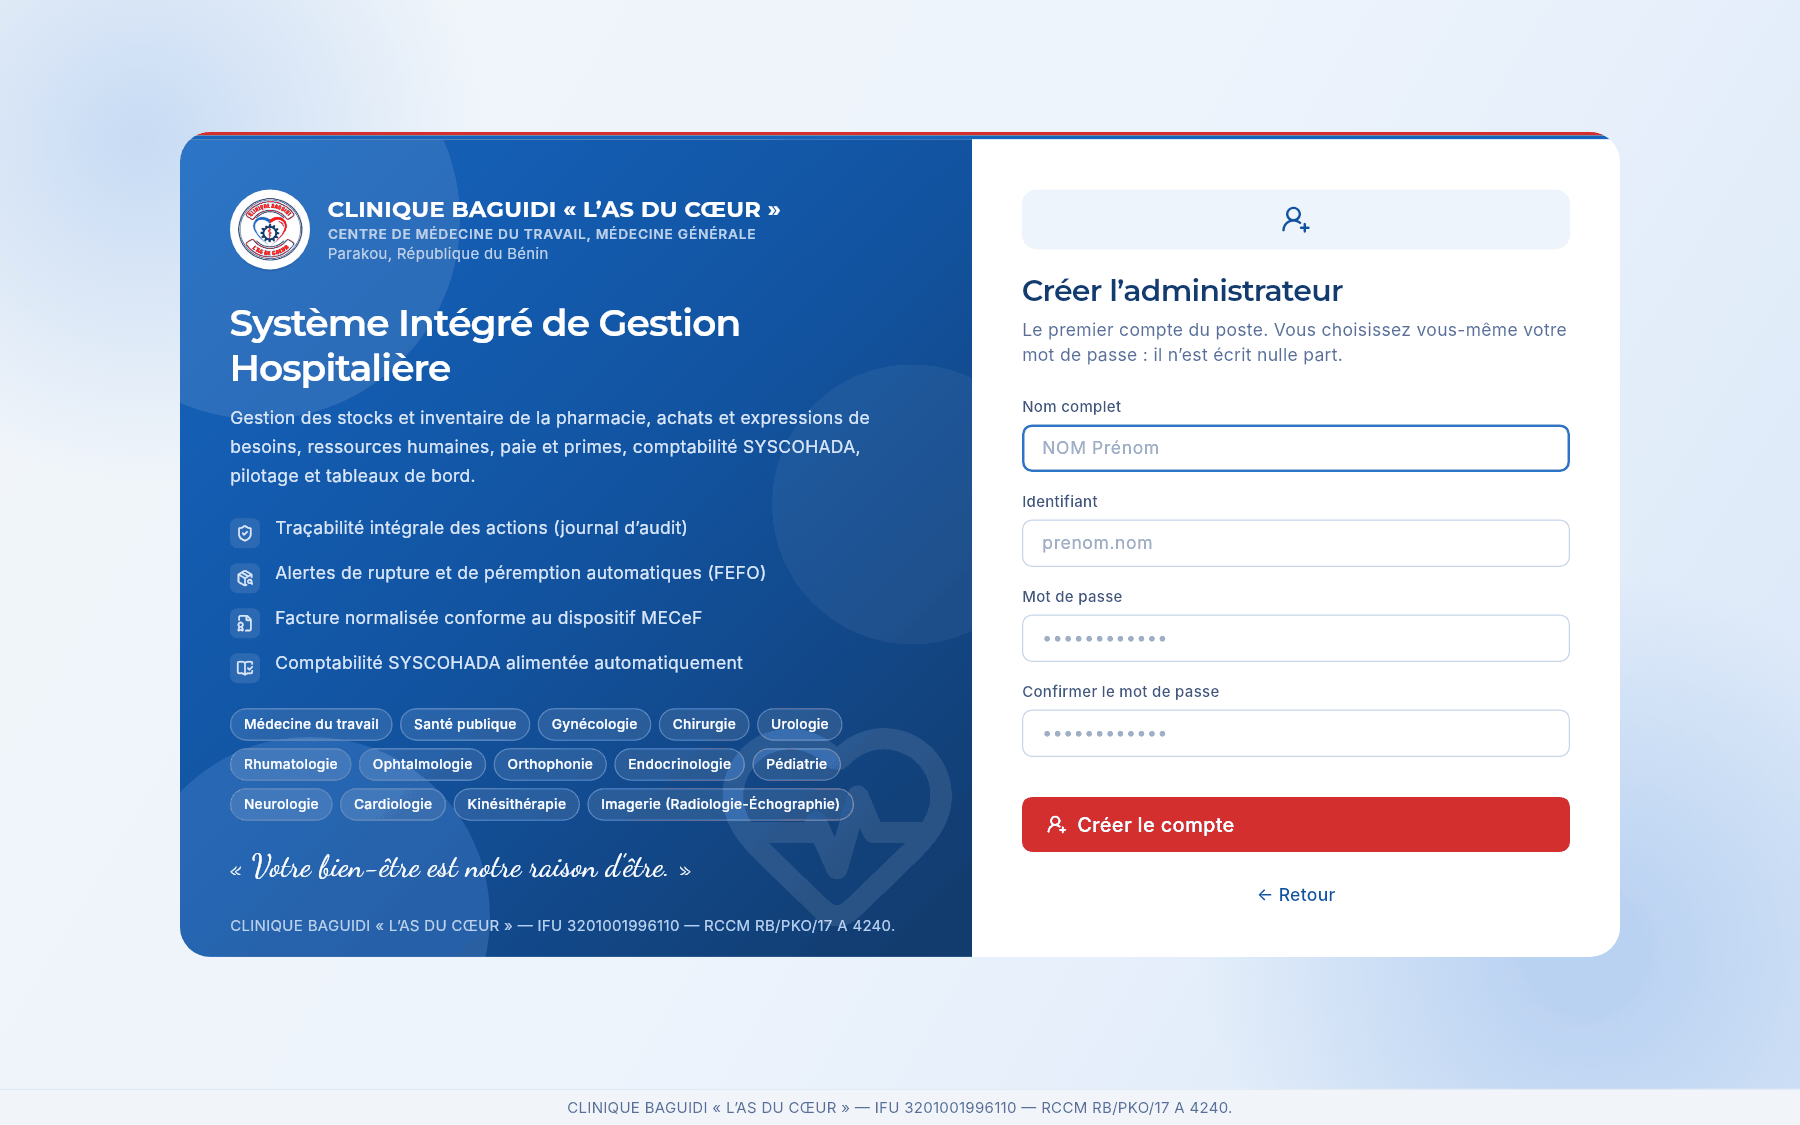 CLINIQUE BAGUIDI
L'AS DE CŒUR
CLINIQUE BAGUIDI « L’AS DU CŒUR »
CENTRE DE MÉDECINE DU TRAVAIL, MÉDECINE GÉNÉRALE
Parakou, République du Bénin
Système Intégré de Gestion
Hospitalière
Gestion des stocks et inventaire de la pharmacie, achats et expressions de
besoins, ressources humaines, paie et primes, comptabilité SYSCOHADA,
pilotage et tableaux de bord.
Traçabilité intégrale des actions (journal d’audit)
Alertes de rupture et de péremption automatiques (FEFO)
Facture normalisée conforme au dispositif MECeF
Comptabilité SYSCOHADA alimentée automatiquement
Médecine du travail Santé publique Gynécologie Chirurgie Urologie
Rhumatologie Ophtalmologie Orthophonie Endocrinologie Pédiatrie
Neurologie Cardiologie Kinésithérapie Imagerie (Radiologie-Échographie)
« Votre bien-être est notre raison d’être. »
CLINIQUE BAGUIDI « L’AS DU CŒUR » — IFU 3201001996110 — RCCM RB/PKO/17 A 4240.
Créer l’administrateur
Le premier compte du poste. Vous choisissez vous-même votre
mot de passe : il n’est écrit nulle part.
Nom complet
NOM Prénom
Identifiant
prenom.nom
Mot de passe
••••••••••••
Confirmer le mot de passe
••••••••••••
Créer le compte
← Retour
CLINIQUE BAGUIDI « L’AS DU CŒUR » — IFU 3201001996110 — RCCM RB/PKO/17 A 4240.